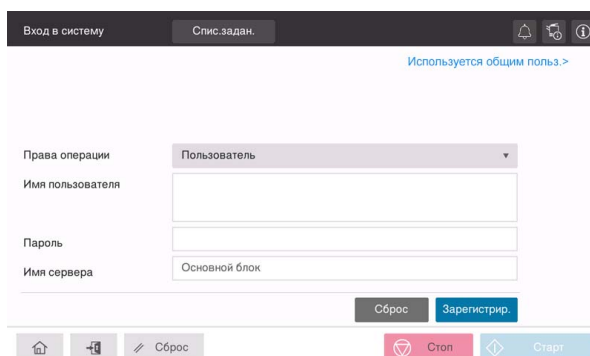 Вход в систему Спис.задан.
Используется общим польз.>
Права операции Пользователь
Имя пользователя
Пароль
Имя сервера Основной блок
Сброс Зарегистрир.
Сброс Стоп Старт